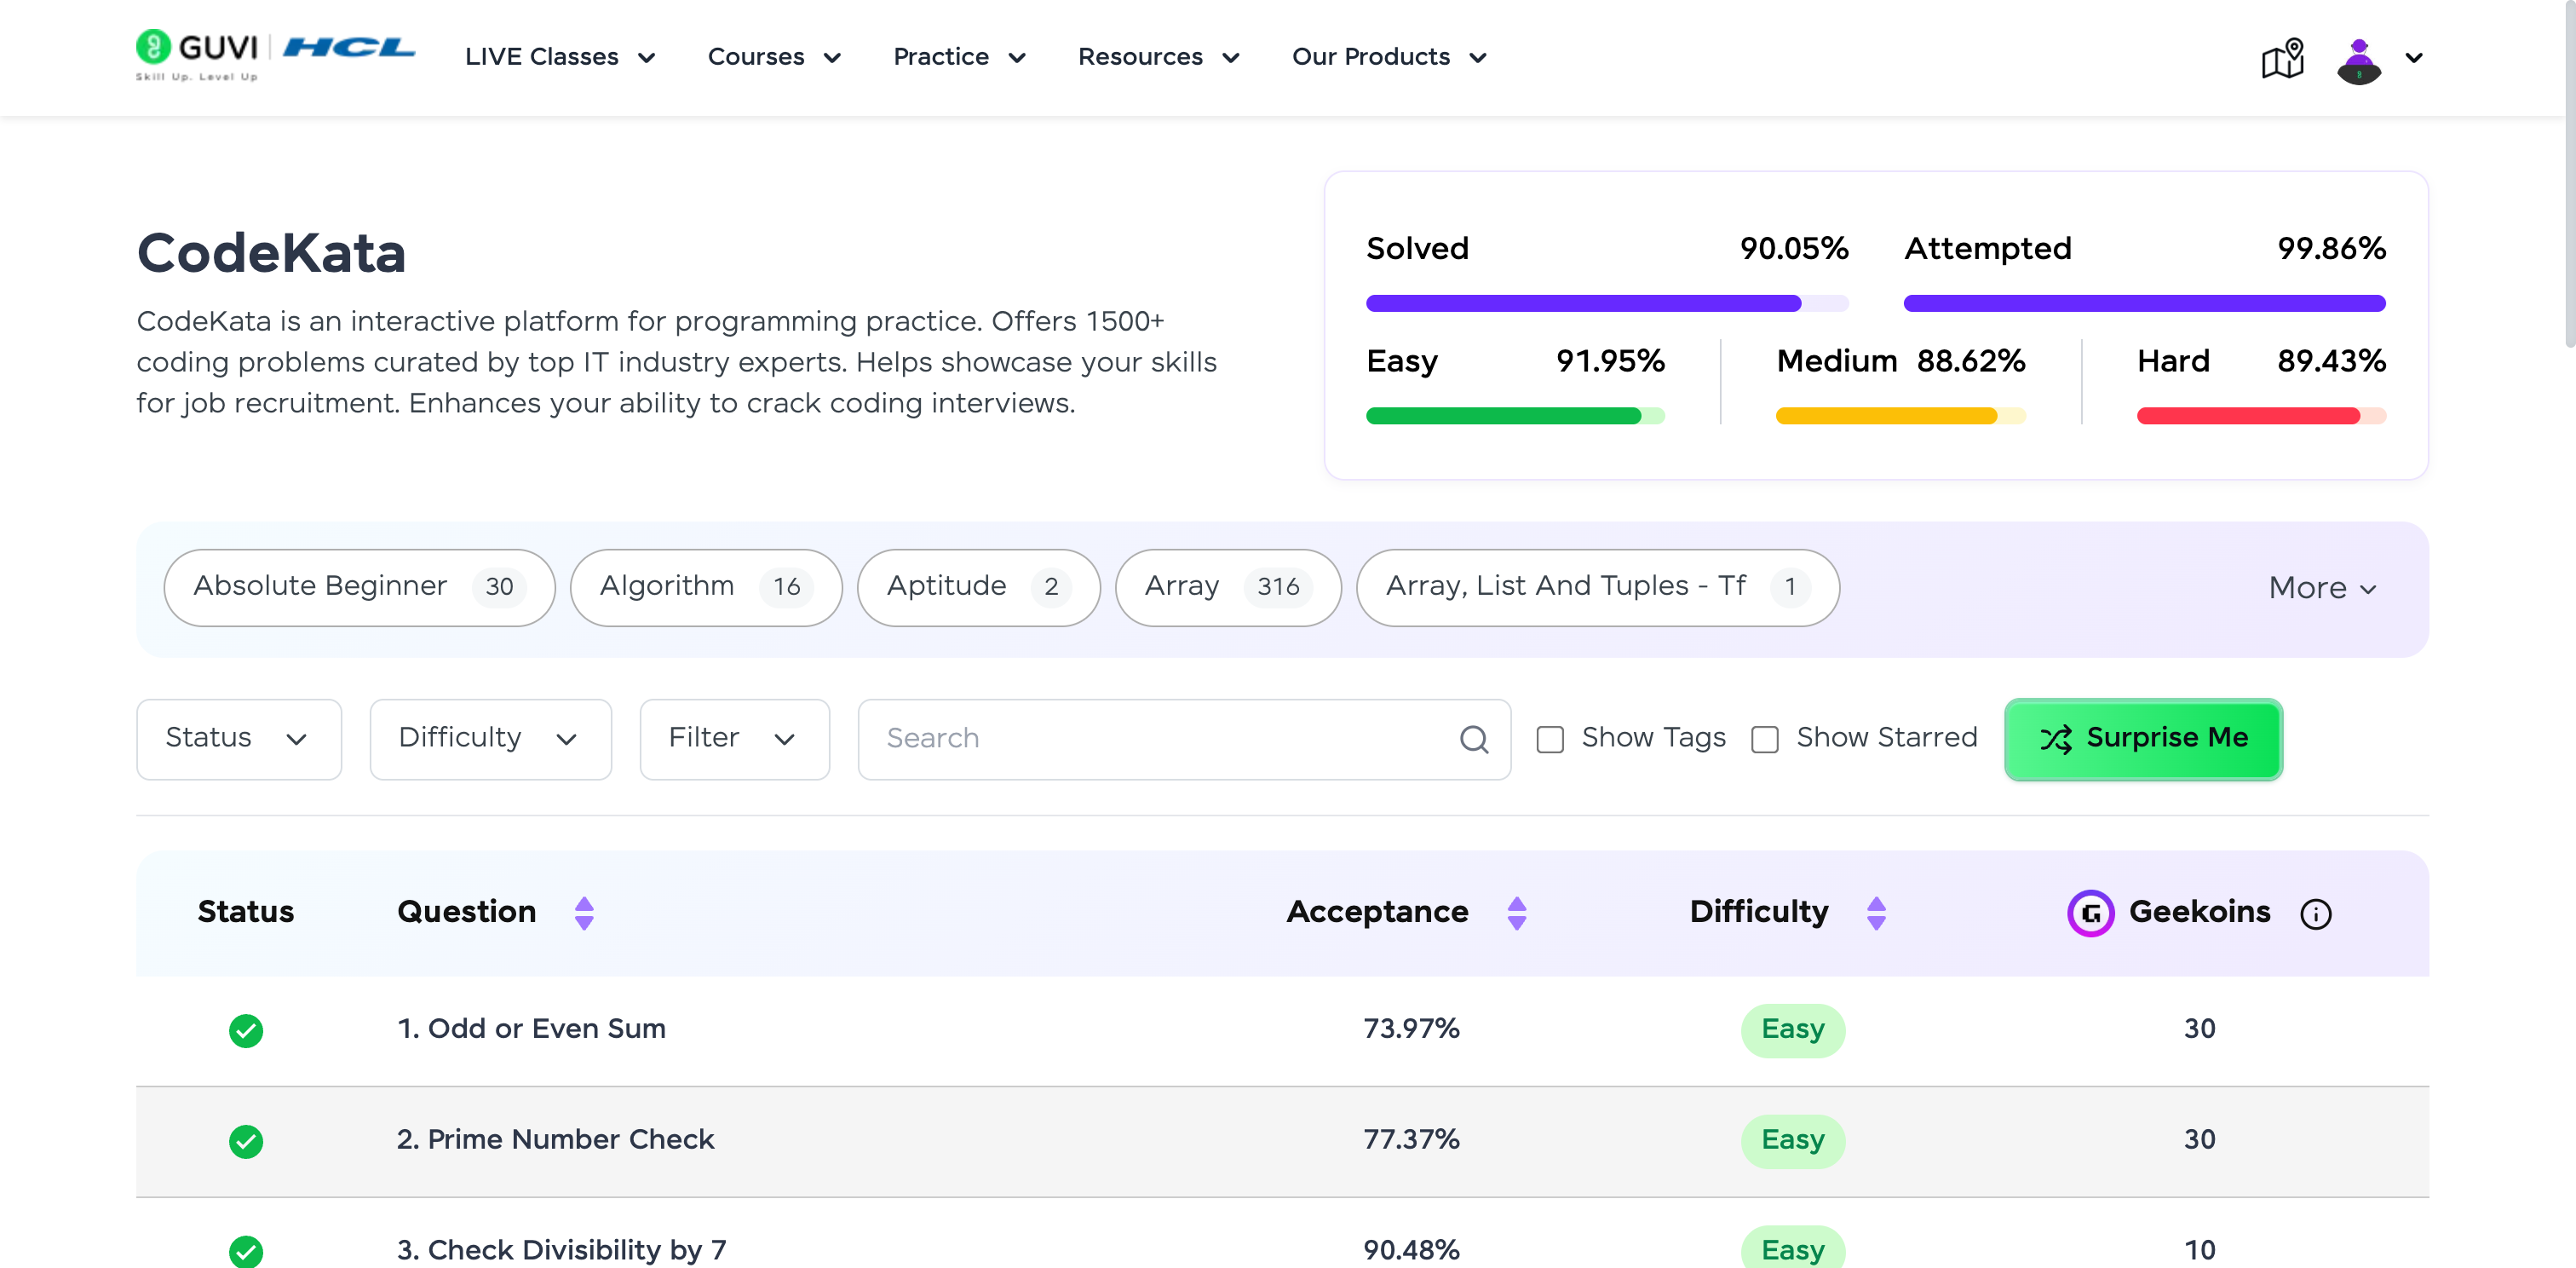 GUVI HCL
Skill Up. Level Up
LIVE Classes Courses Practice Resources Our Products
CodeKata
CodeKata is an interactive platform for programming practice. Offers 1500+
coding problems curated by top IT industry experts. Helps showcase your skills
for job recruitment. Enhances your ability to crack coding interviews.
Solved 90.05% Attempted 99.86%
Easy 91.95% Medium 88.62% Hard 89.43%
Absolute Beginner 30 Algorithm 16 Aptitude 2 Array 316 Array, List And Tuples - Tf 1 More
Status Difficulty Filter Search Show Tags Show Starred Surprise Me
Status Question Acceptance Difficulty G Geekoins
1. Odd or Even Sum 73.97% Easy 30
2. Prime Number Check 77.37% Easy 30
3. Check Divisibility by 7 90.48% Easy 10